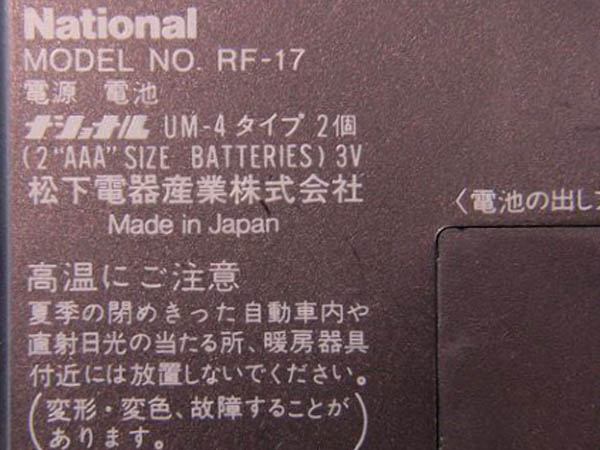 National
MODEL NO. RF-17
電源 電池
ナショナル UM-4 タイプ 2個
(2"AAA" SIZE BATTERIES) 3V
松下電器産業株式会社
Made in Japan
〈電池の出し
高温にご注意
夏季の閉めきった自動車内や
直射日光の当たる所、暖房器具
付近には放置しないでください。
(変形・変色、故障することが
あります。)